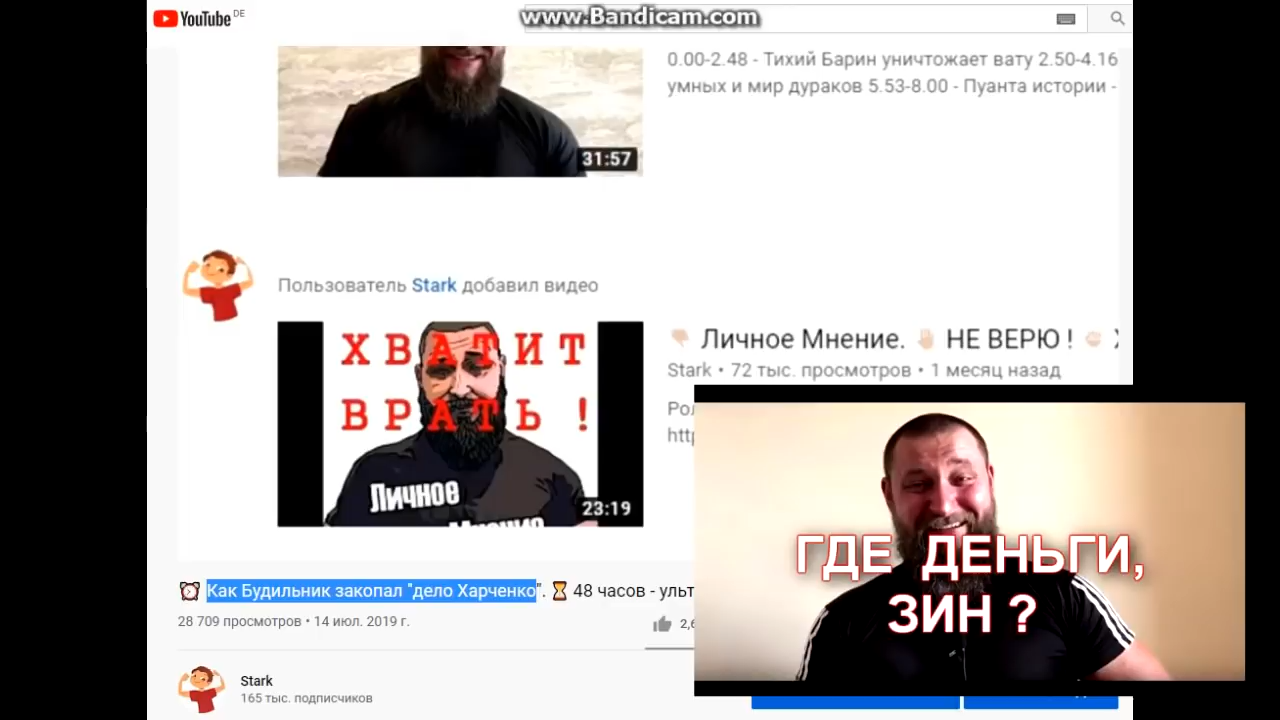 YouTube DE
www.Bandicam.com
0.00-2.48 - Тихий Барин уничтожает вату 2.50-4.16
умных и мир дураков 5.53-8.00 - Пуанта истории -
31:57
Пользователь Stark добавил видео
ХВАТИТ
ВРАТЬ !
Личное
Мнение
23:19
Личное Мнение. НЕ ВЕРЮ !
Stark • 72 тыс. просмотров • 1 месяц назад
ГДЕ ДЕНЬГИ,
ЗИН ?
Как Будильник закопал "дело Харченко". 48 часов - ульт
28 709 просмотров • 14 июл. 2019 г.
Stark
165 тыс. подписчиков